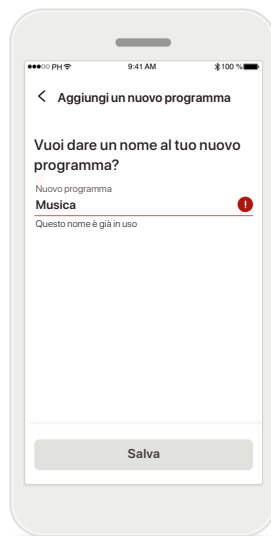 ●●●○○ PH 9:41 AM 100 %
Aggiungi un nuovo programma
Vuoi dare un nome al tuo nuovo
programma?
Nuovo programma
Musica !
Questo nome è già in uso
Salva